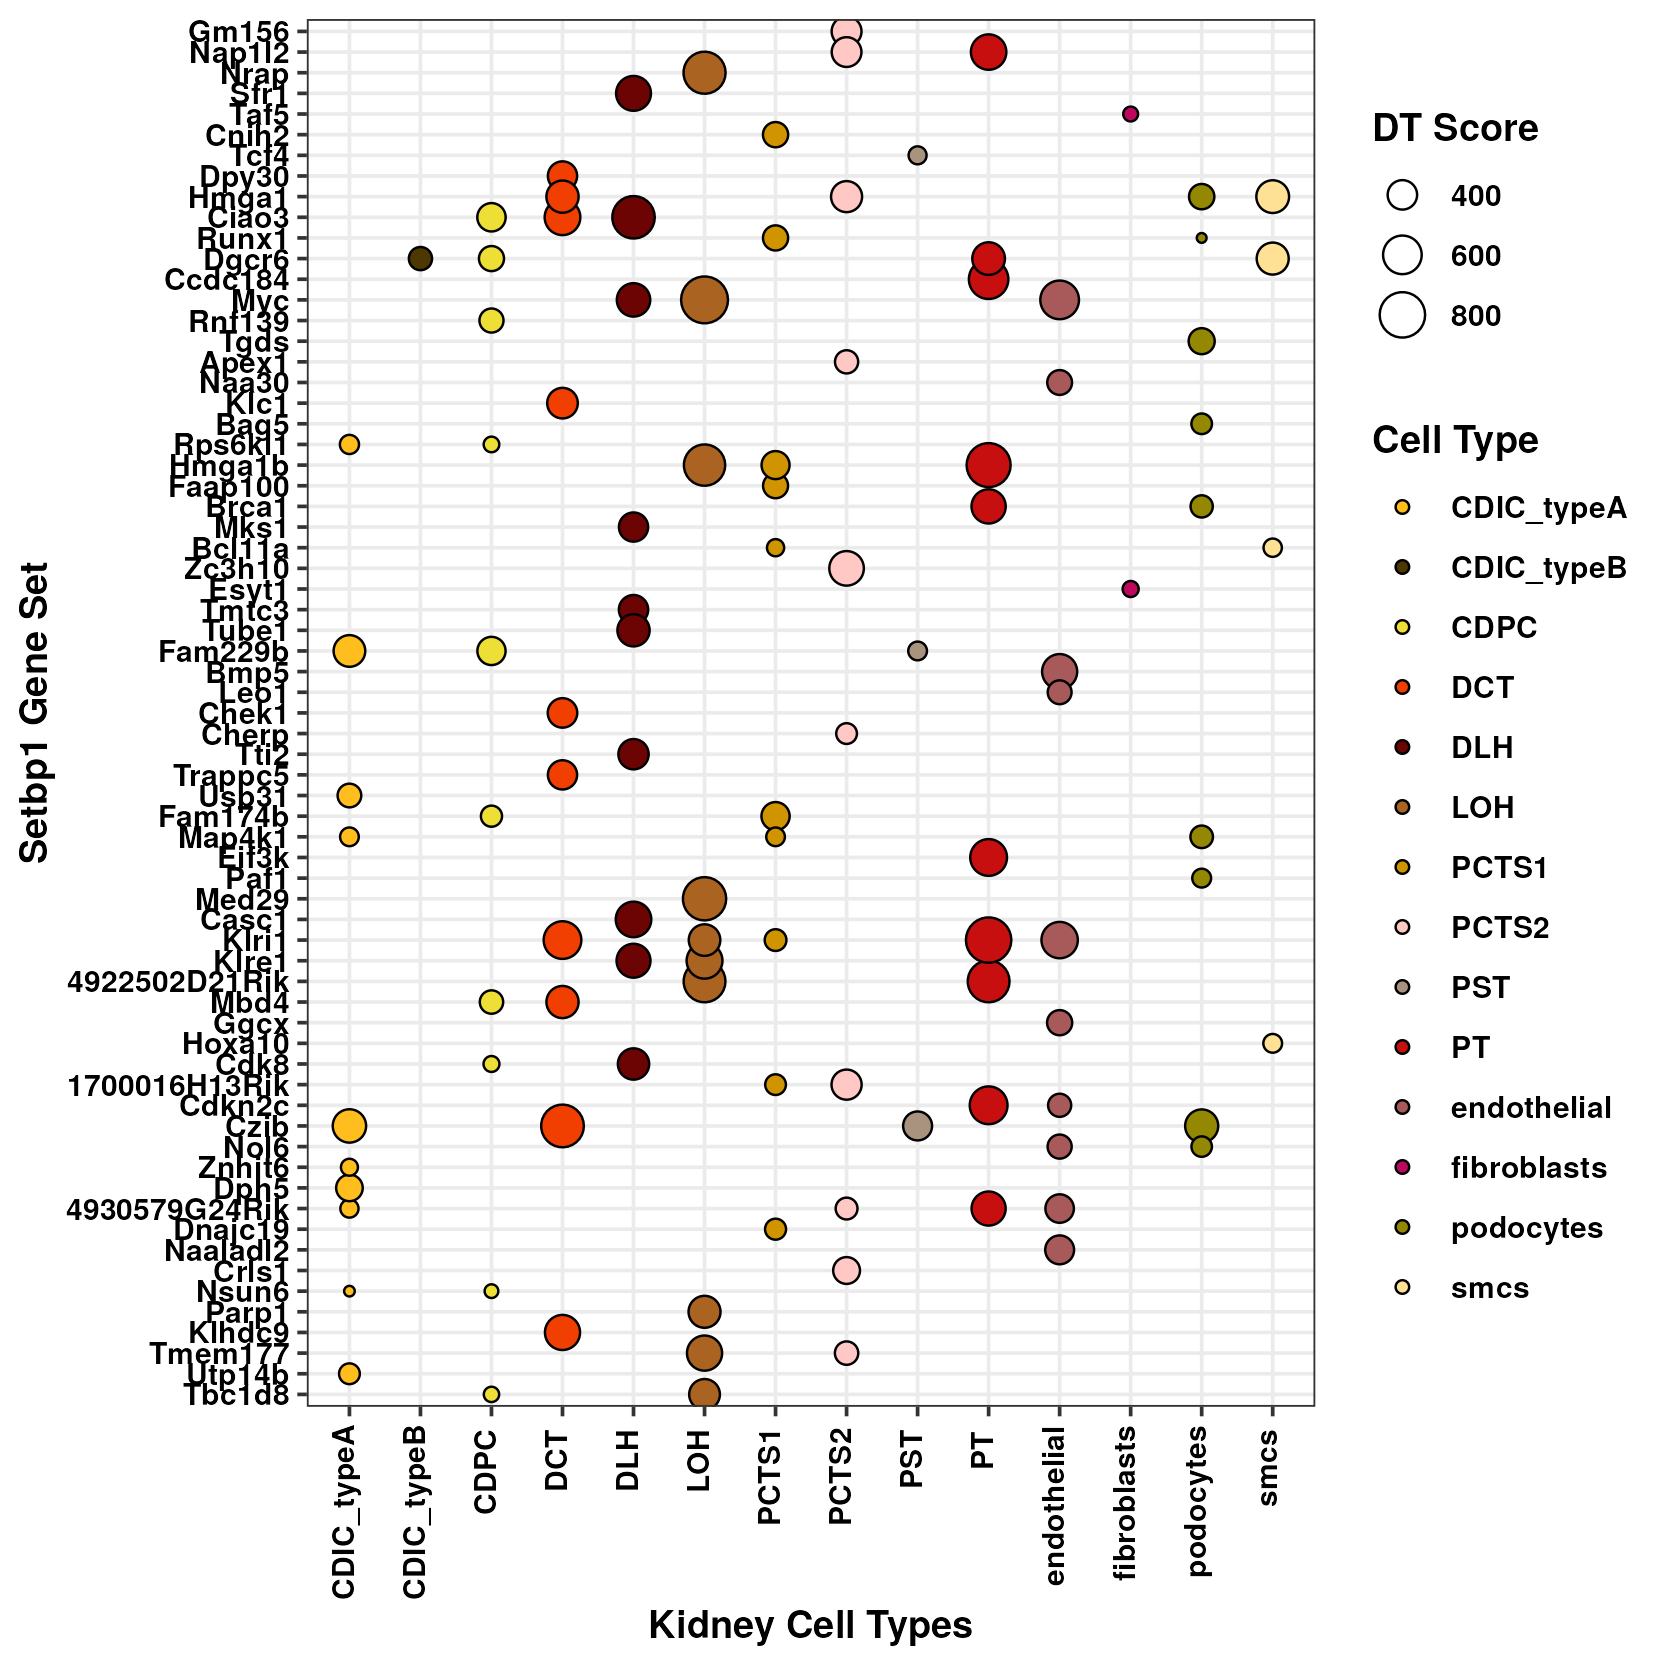 Setbp1 Gene Set
Gm156
Nap1l2
Nrap
Sfr1
Taf5
Cnih2
Tcf4
Dpy30
Hmga1
Ciao3
Runx1
Dgcr6
Ccdc184
Myc
Rnf139
Tgds
Apex1
Naa30
Klc1
Bag5
Rps6kl1
Hmga1b
Faap100
Brca1
Mks1
Bcl11a
Zc3h10
Esyt1
Tmtc3
Tube1
Fam229b
Bmp5
Leo1
Chek1
Cherp
Tti2
Trappc5
Usb31
Fam174b
Map4k1
Eif3k
Paf1
Med29
Casc1
Klri1
Klre1
4922502D21Rik
Mbd4
Ggcx
Hoxa10
Cdk8
1700016H13Rik
Cdkn2c
Czib
Nol6
Znhit6
Dph5
4930579G24Rik
Dnajc19
Naaladl2
Crls1
Nsun6
Parp1
Klhdc9
Tmem177
Utp14b
Tbc1d8
CDIC_typeA
CDIC_typeB
CDPC
DCT
DLH
LOH
PCTS1
PCTS2
PST
PT
endothelial
fibroblasts
podocytes
smcs
Kidney Cell Types
DT Score
400
600
800
Cell Type
CDIC_typeA
CDIC_typeB
CDPC
DCT
DLH
LOH
PCTS1
PCTS2
PST
PT
endothelial
fibroblasts
podocytes
smcs